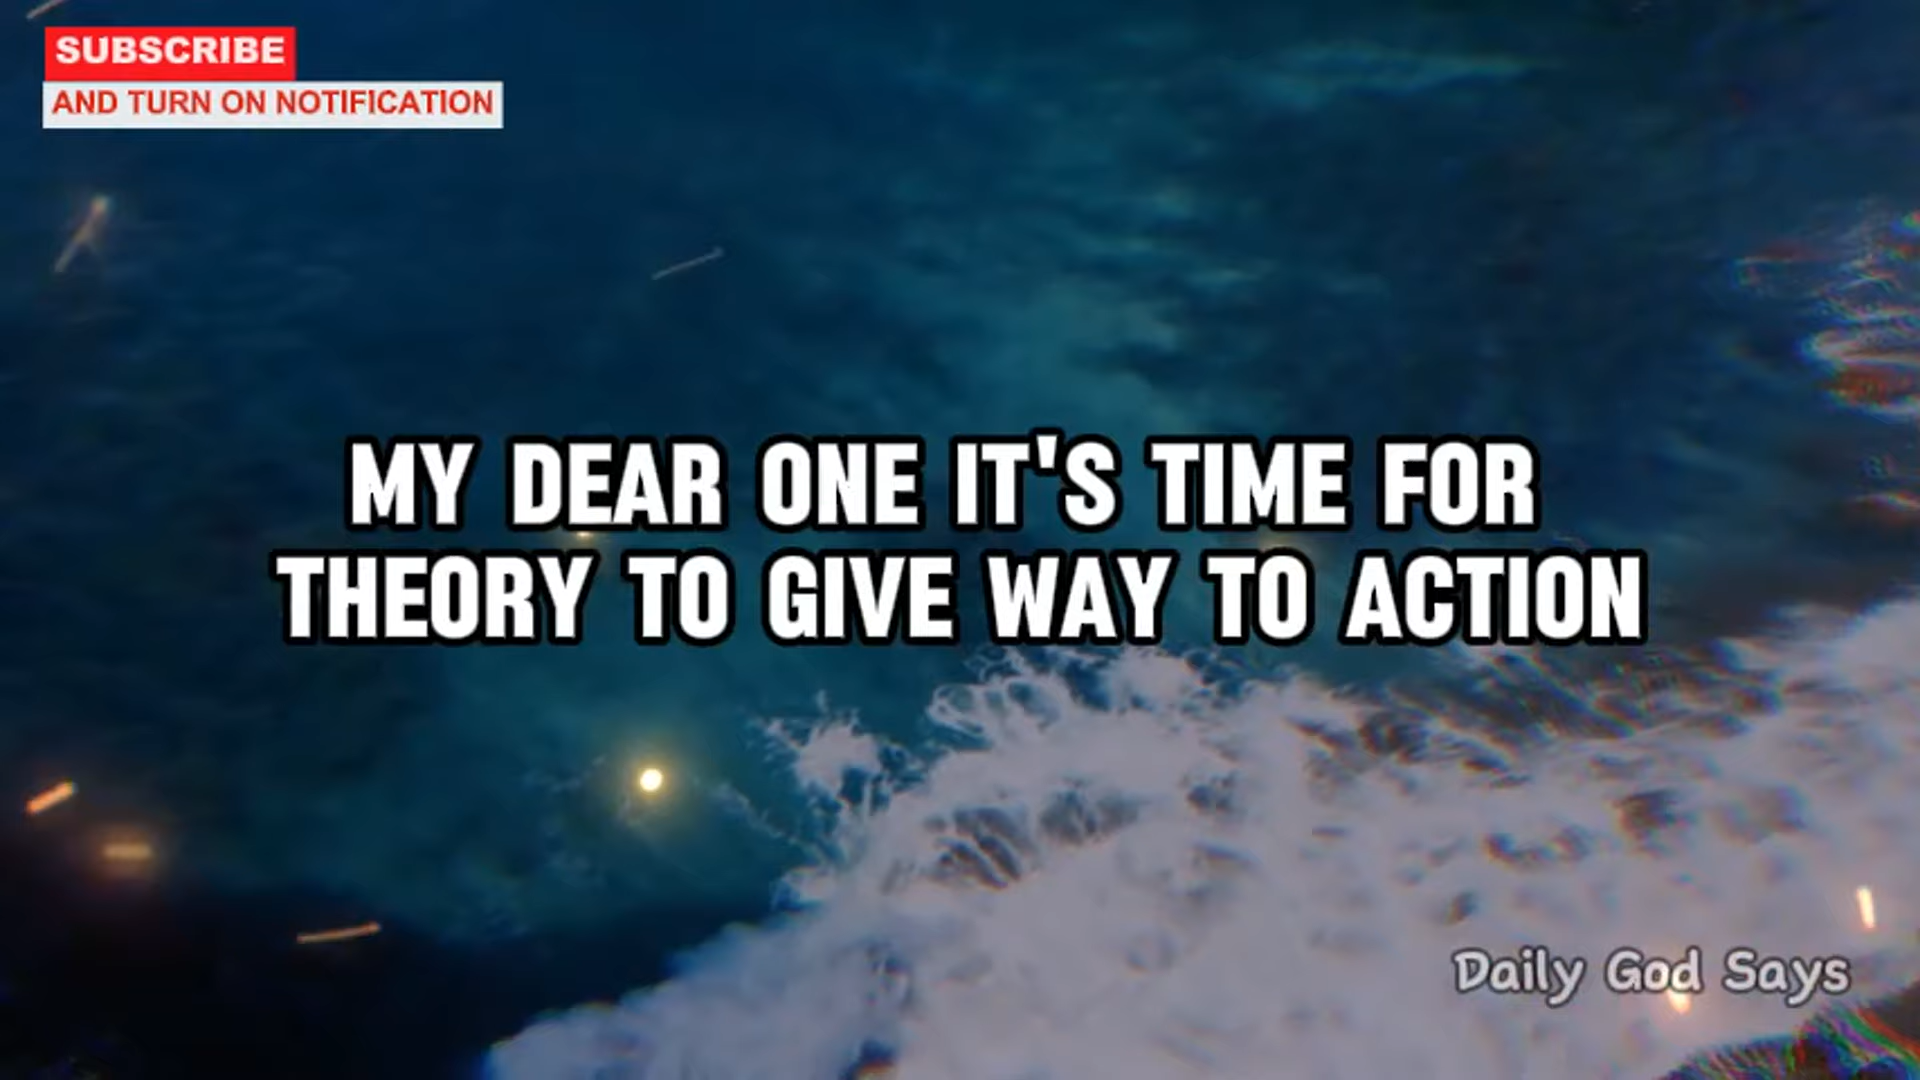 SUBSCRIBE
AND TURN ON NOTIFICATION
MY DEAR ONE IT'S TIME FOR
THEORY TO GIVE WAY TO ACTION
Daily God Says